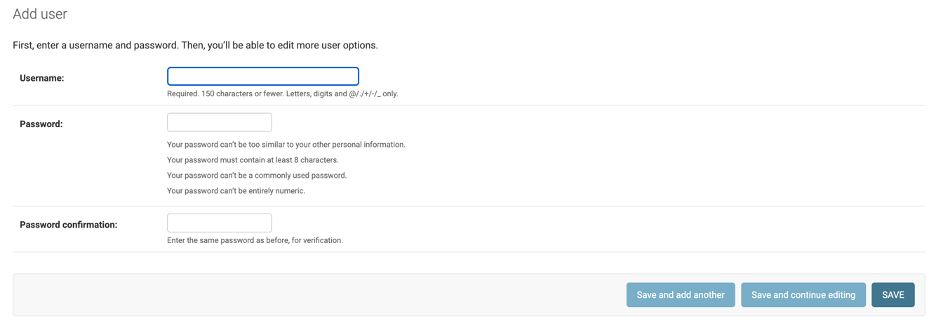 Add user
First, enter a username and password. Then, you'll be able to edit more user options.
Username:
Required. 150 characters or fewer. Letters, digits and @/./+/-/_ only.
Password:
Your password can't be too similar to your other personal information.
Your password must contain at least 8 characters.
Your password can't be a commonly used password.
Your password can't be entirely numeric.
Password confirmation:
Enter the same password as before, for verification.
Save and add another Save and continue editing SAVE